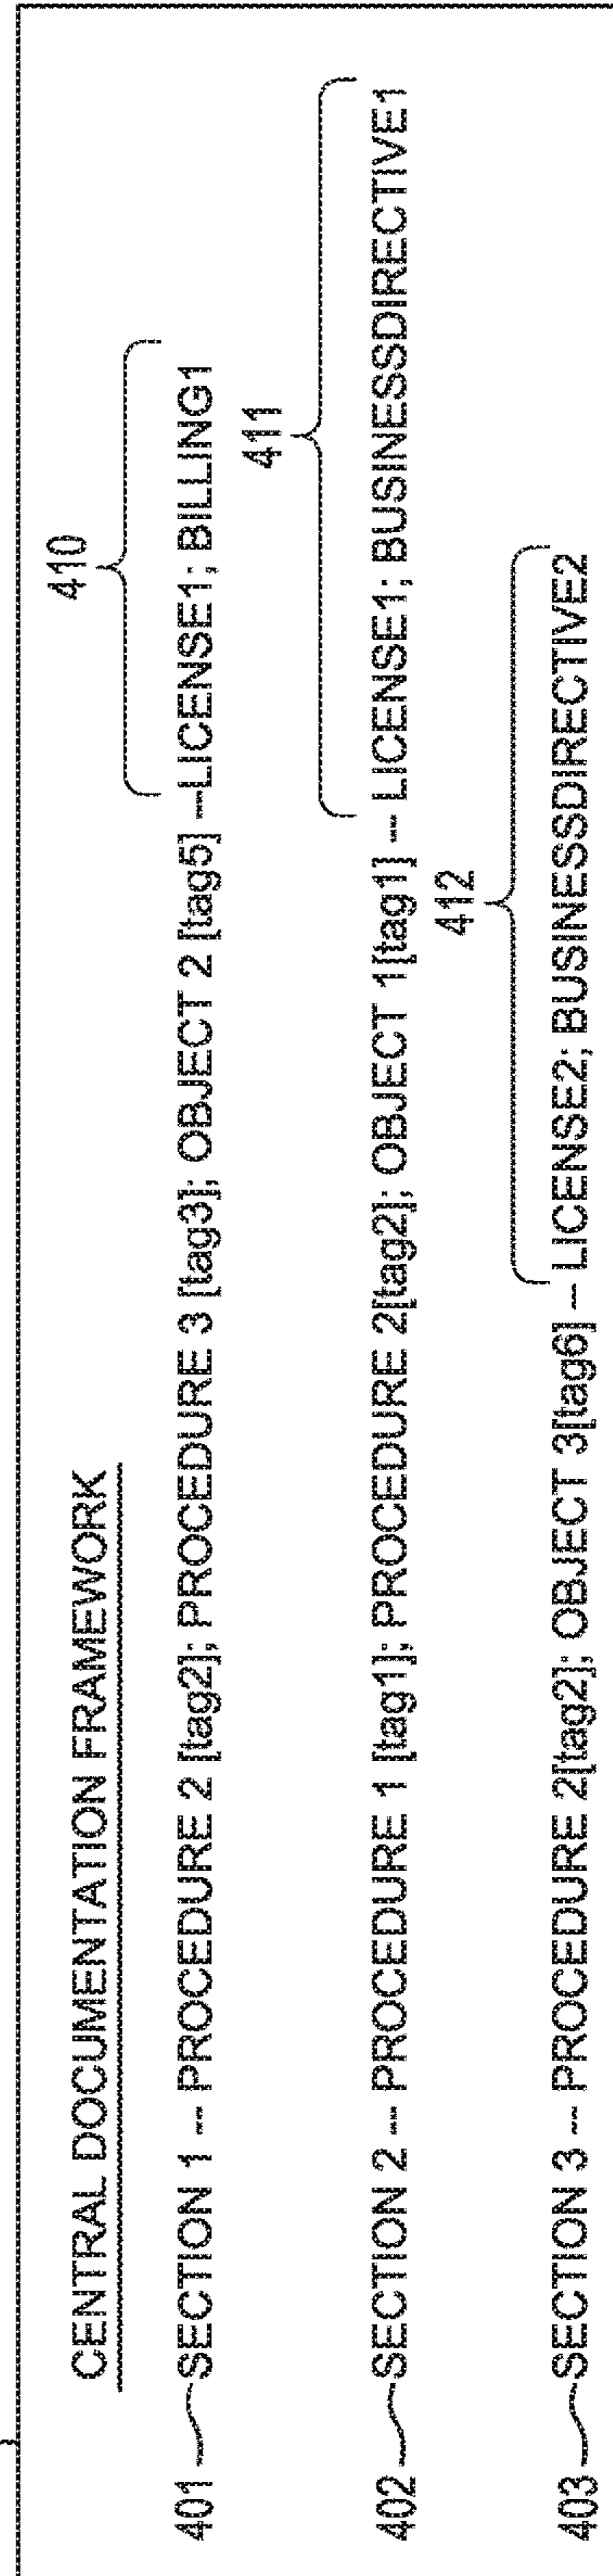 CENTRAL DOCUMENTATION FRAMEWORK
410
401 SECTION 1 -- PROCEDURE 2 [tag2]; PROCEDURE 3 [tag3]; OBJECT 2 [tag5] --LICENSE1; BILLING1
411
402 SECTION 2 -- PROCEDURE 1 [tag1]; PROCEDURE 2[tag2]; OBJECT 1[tag1] -- LICENSE1; BUSINESSDIRECTIVE1
412
403 SECTION 3 -- PROCEDURE 2[tag2]; OBJECT 3[tag6] -- LICENSE2; BUSINESSDIRECTIVE2